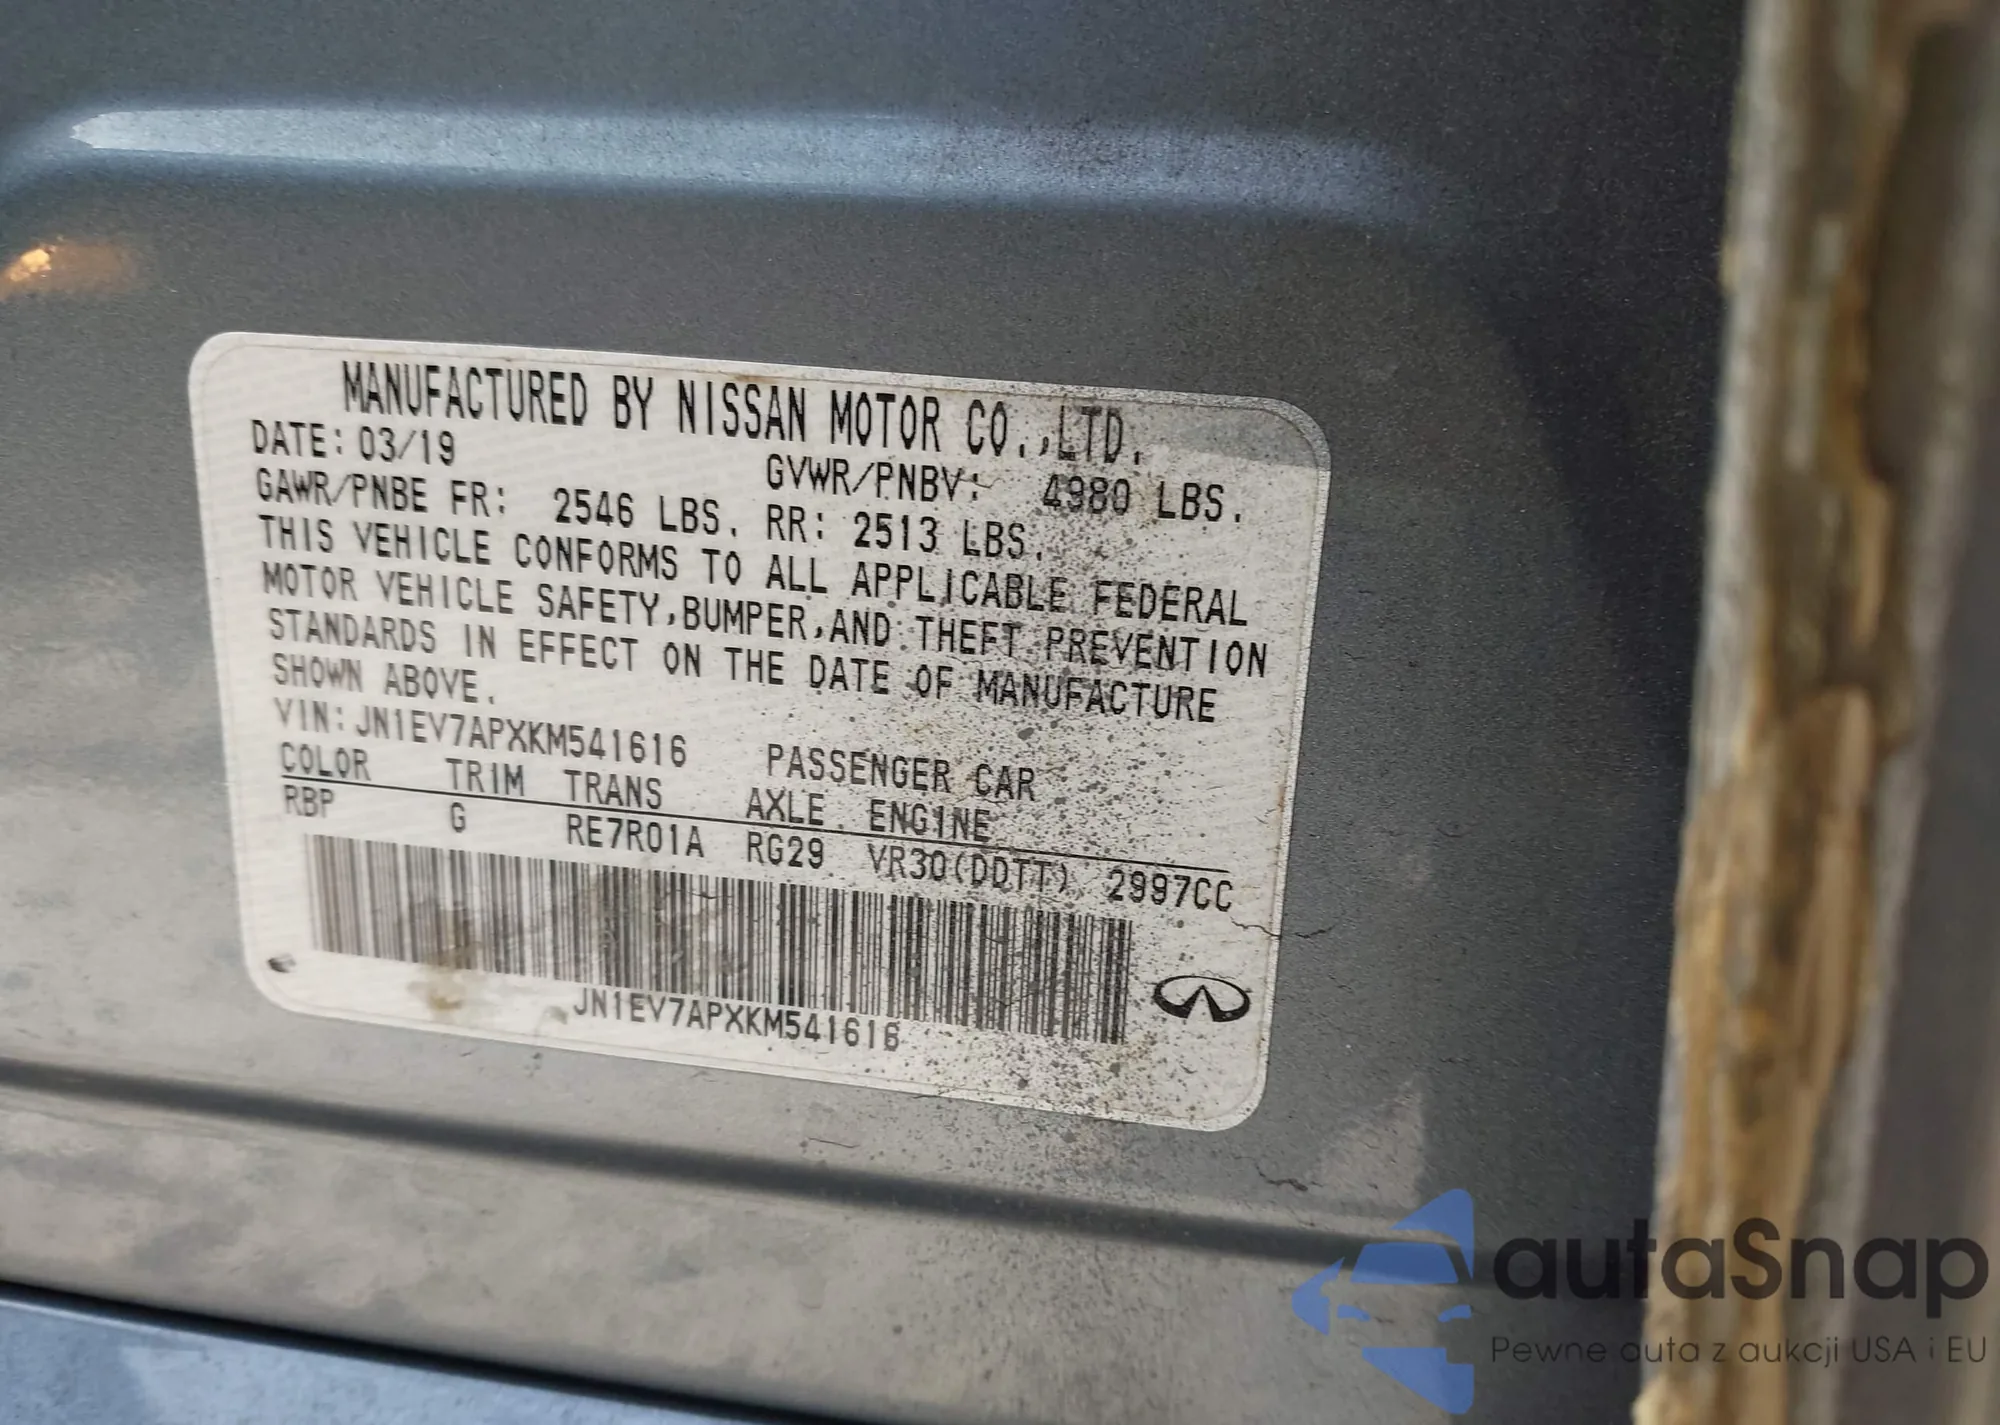 MANUFACTURED BY NISSAN MOTOR CO.,LTD.
DATE: 03/19 GVWR/PNBV: 4980 LBS.
GAWR/PNBE FR: 2546 LBS. RR: 2513 LBS.
THIS VEHICLE CONFORMS TO ALL APPLICABLE FEDERAL
MOTOR VEHICLE SAFETY,BUMPER,AND THEFT PREVENTION
STANDARDS IN EFFECT ON THE DATE OF MANUFACTURE
SHOWN ABOVE.
VIN: JN1EV7APXKM541616 PASSENGER CAR
COLOR TRIM TRANS AXLE ENGINE
RBP G RE7R01A RG29 VR30(DDTT) 2997CC
JN1EV7APXKM541616
autaSnap
Pewne auta z aukcji USA i EU